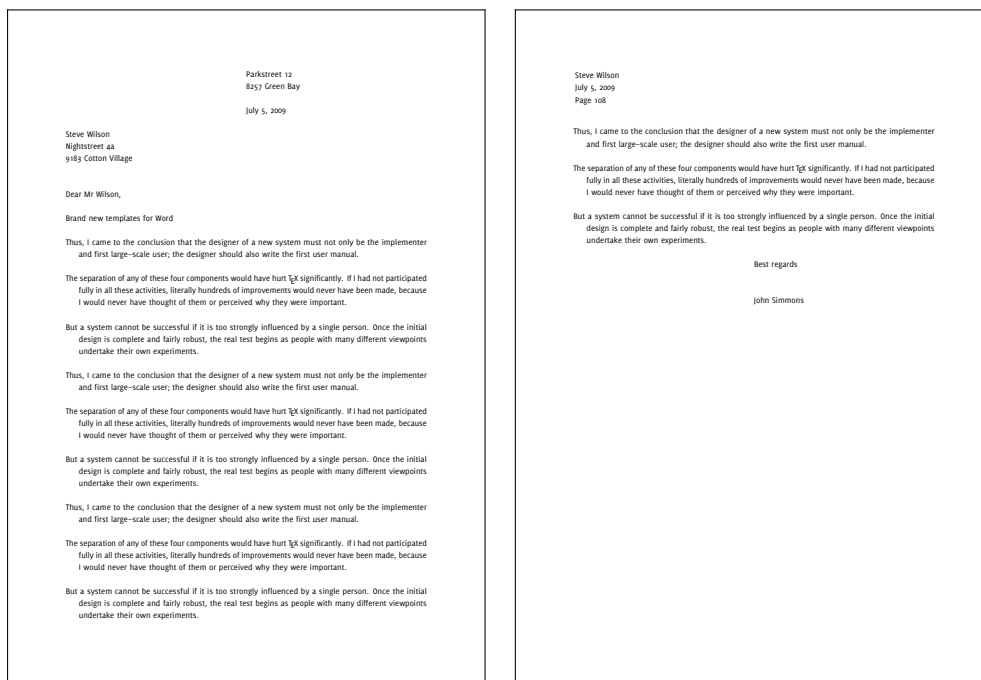 Parkstreet 12
8257 Green Bay
July 5, 2009
Steve Wilson
Nightstreet 4a
9183 Cotton Village
Dear Mr Wilson,
Brand new templates for Word
Thus, I came to the conclusion that the designer of a new system must not only be the implementer
and first large-scale user; the designer should also write the first user manual.
The separation of any of these four components would have hurt TEX significantly. If I had not participated
fully in all these activities, literally hundreds of improvements would never have been made, because
I would never have thought of them or perceived why they were important.
But a system cannot be successful if it is too strongly influenced by a single person. Once the initial
design is complete and fairly robust, the real test begins as people with many different viewpoints
undertake their own experiments.
Thus, I came to the conclusion that the designer of a new system must not only be the implementer
and first large-scale user; the designer should also write the first user manual.
The separation of any of these four components would have hurt TEX significantly. If I had not participated
fully in all these activities, literally hundreds of improvements would never have been made, because
I would never have thought of them or perceived why they were important.
But a system cannot be successful if it is too strongly influenced by a single person. Once the initial
design is complete and fairly robust, the real test begins as people with many different viewpoints
undertake their own experiments.
Thus, I came to the conclusion that the designer of a new system must not only be the implementer
and first large-scale user; the designer should also write the first user manual.
The separation of any of these four components would have hurt TEX significantly. If I had not participated
fully in all these activities, literally hundreds of improvements would never have been made, because
I would never have thought of them or perceived why they were important.
But a system cannot be successful if it is too strongly influenced by a single person. Once the initial
design is complete and fairly robust, the real test begins as people with many different viewpoints
undertake their own experiments.
Steve Wilson
July 5, 2009
Page 108
Thus, I came to the conclusion that the designer of a new system must not only be the implementer
and first large-scale user; the designer should also write the first user manual.
The separation of any of these four components would have hurt TEX significantly. If I had not participated
fully in all these activities, literally hundreds of improvements would never have been made, because
I would never have thought of them or perceived why they were important.
But a system cannot be successful if it is too strongly influenced by a single person. Once the initial
design is complete and fairly robust, the real test begins as people with many different viewpoints
undertake their own experiments.
Best regards
John Simmons